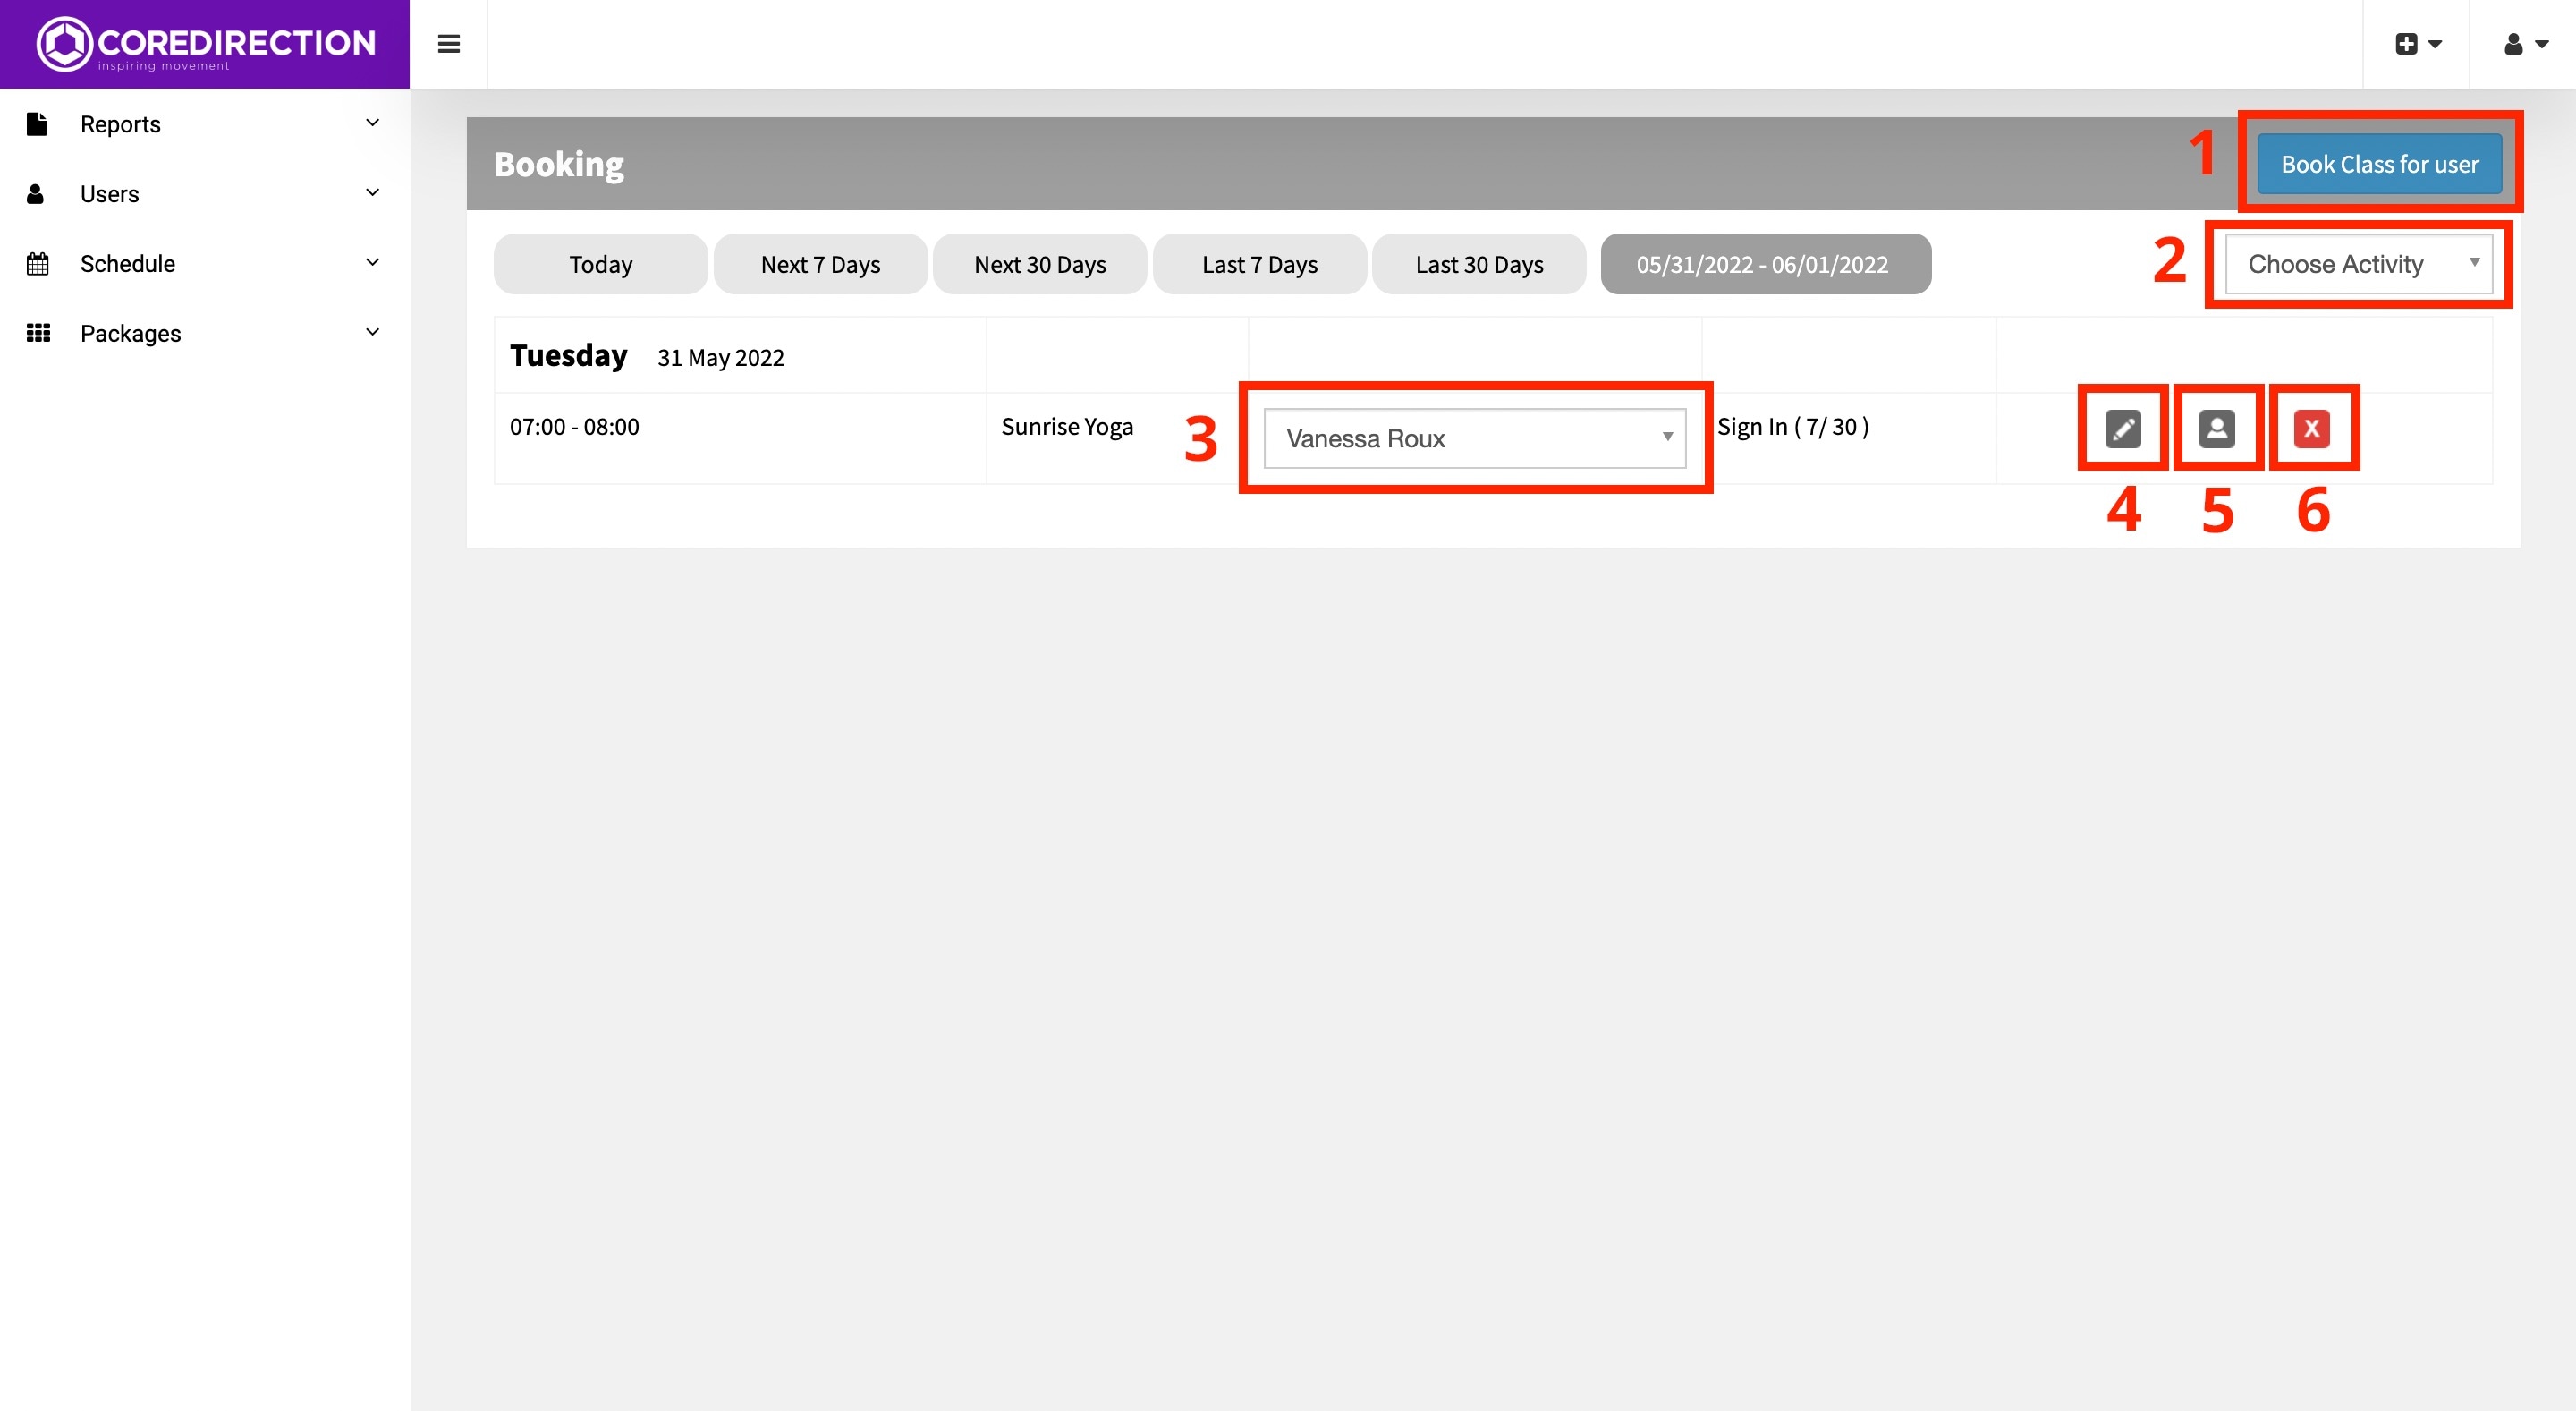 COREDIRECTION
inspiring movement
Reports
Users
Schedule
Packages
Booking
1
Book Class for user
Today
Next 7 Days
Next 30 Days
Last 7 Days
Last 30 Days
05/31/2022 - 06/01/2022
2
Choose Activity
Tuesday 31 May 2022
07:00 - 08:00
Sunrise Yoga
3
Vanessa Roux
Sign In ( 7/ 30 )
X
4
5
6